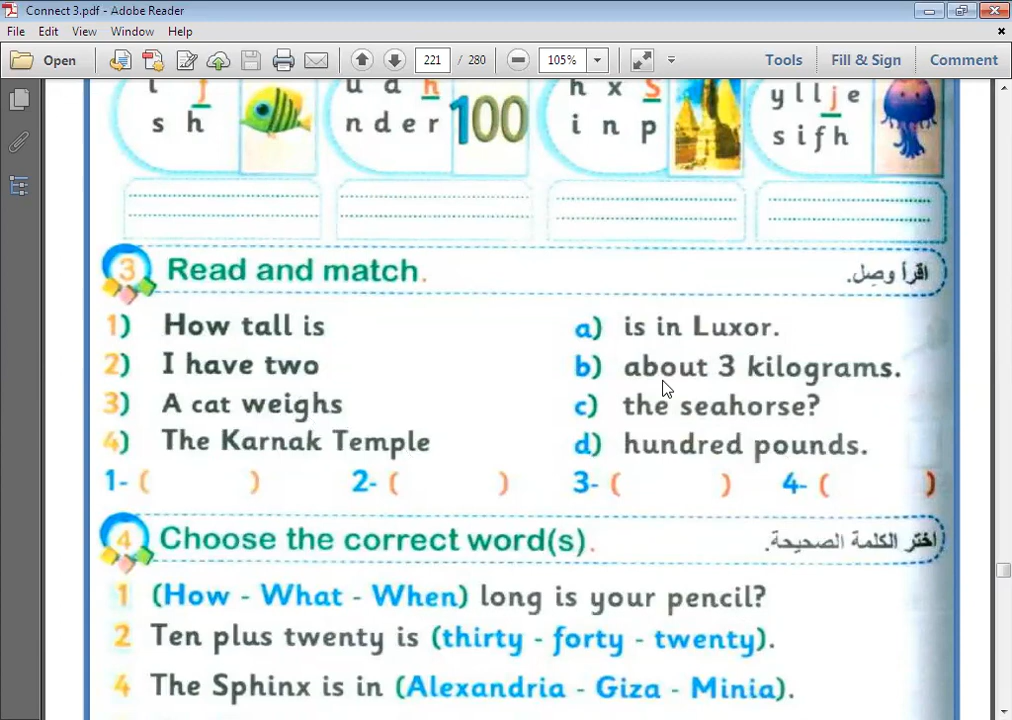 Connect 3.pdf - Adobe Reader
File Edit View Window Help
Open 221 / 280 105% Tools Fill & Sign Comment
j u d h h x s y l l j e
s h n d e r 100 i n p s i f h
3 Read and match. اقرأ وصِل.
1) How tall is a) is in Luxor.
2) I have two b) about 3 kilograms.
3) A cat weighs c) the seahorse?
4) The Karnak Temple d) hundred pounds.
1- ( ) 2- ( ) 3- ( ) 4- ( )
4 Choose the correct word(s). اختر الكلمة الصحيحة.
1 (How - What - When) long is your pencil?
2 Ten plus twenty is (thirty - forty - twenty).
4 The Sphinx is in (Alexandria - Giza - Minia).